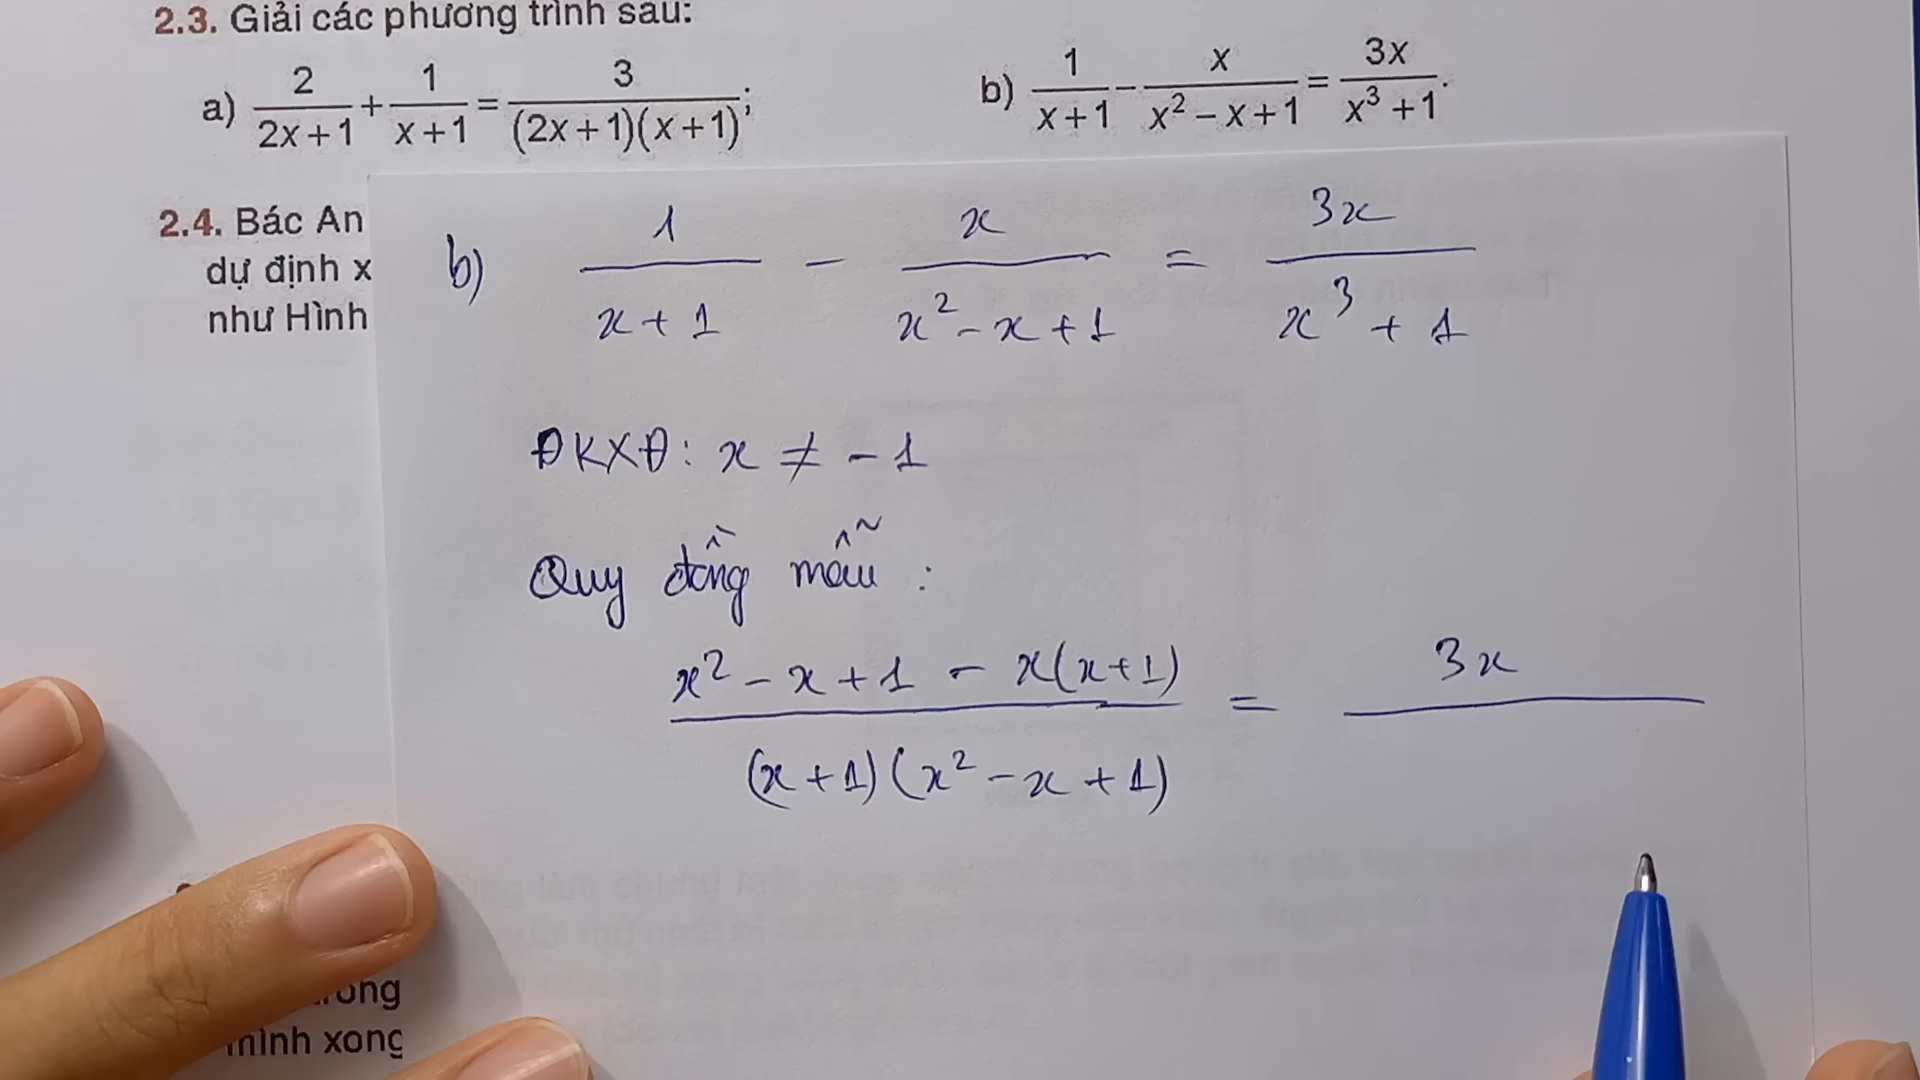 2.3. Giải các phương trình sau:
a) 2/(2x+1) + 1/(x+1) = 3/((2x+1)(x+1));
b) 1/(x+1) - x/(x² - x+1) = 3x/(x³ +1).
2.4. Bác An
dự định x
như Hình
b) 1/(x + 1) - x/(x² - x + 1) = 3x/(x³ + 1)
ĐKXĐ: x ≠ - 1
Quy đồng mẫu :
(x² - x + 1 - x(x+1))/((x+1)(x² - x + 1)) = 3x
mình xong